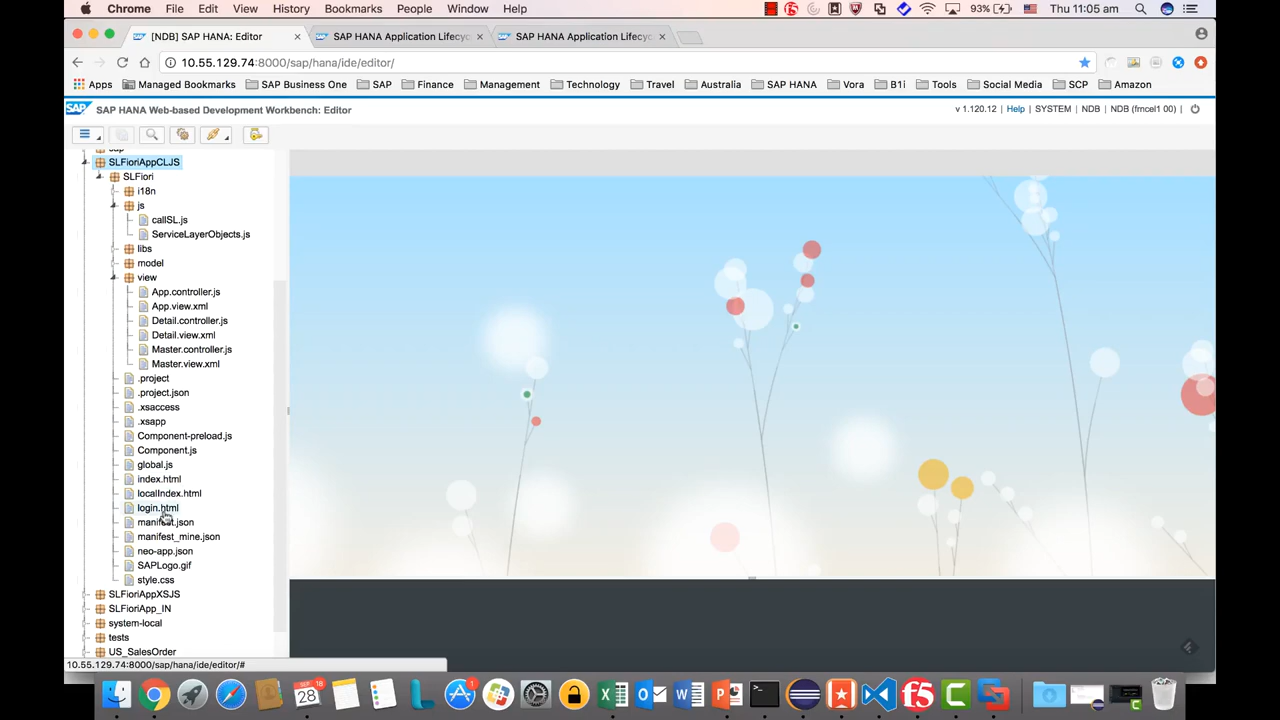 Chrome File Edit View History Bookmarks People Window Help 93% Thu 11:05 am
[NDB] SAP HANA: Editor SAP HANA Application Lifecyc SAP HANA Application Lifecyc
10.55.129.74:8000/sap/hana/ide/editor/
Apps Managed Bookmarks SAP Business One SAP Finance Management Technology Travel Australia SAP HANA Vora B1i Tools Social Media SCP Amazon
SAP SAP HANA Web-based Development Workbench: Editor v 1.120.12 Help SYSTEM NDB NDB (fmcel1 00)
sap
SLFioriAppCLJS
SLFiori
i18n
js
callSL.js
ServiceLayerObjects.js
libs
model
view
App.controller.js
App.view.xml
Detail.controller.js
Detail.view.xml
Master.controller.js
Master.view.xml
.project
.project.json
.xsaccess
.xsapp
Component-preload.js
Component.js
global.js
index.html
localIndex.html
login.html
manifest.json
manifest_mine.json
neo-app.json
SAPLogo.gif
style.css
SLFioriAppXSJS
SLFioriApp_IN
system-local
tests
US_SalesOrder
10.55.129.74:8000/sap/hana/ide/editor/#